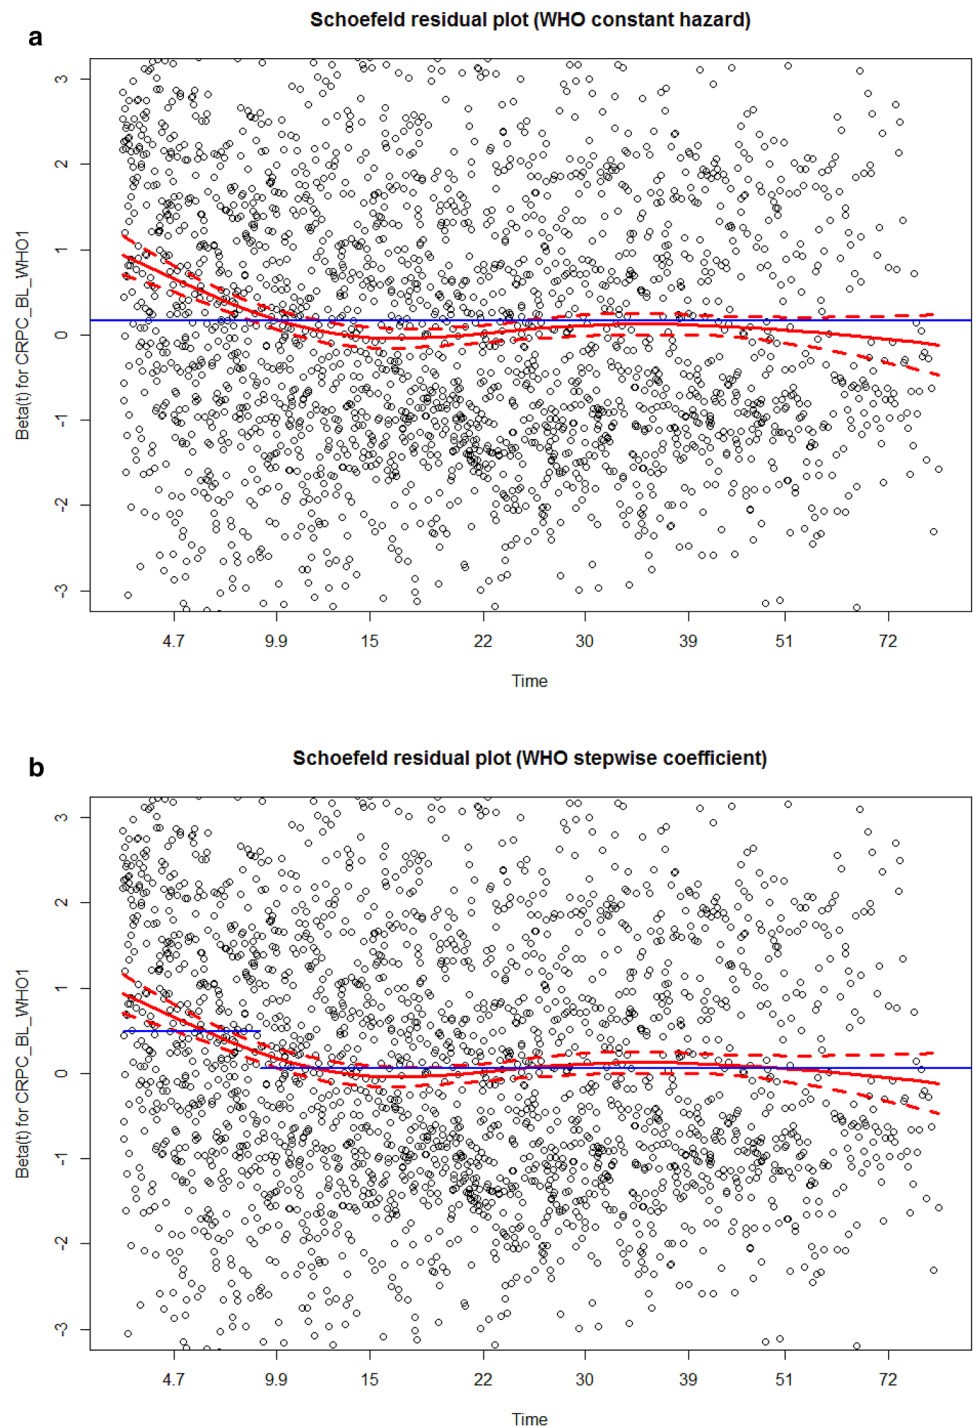 a
Schoefeld residual plot (WHO constant hazard)
Beta(t) for CRPC_BL_WHO1
3
2
1
0
-1
-2
-3
4.7 9.9 15 22 30 39 51 72
Time
b
Schoefeld residual plot (WHO stepwise coefficient)
Beta(t) for CRPC_BL_WHO1
3
2
1
0
-1
-2
-3
4.7 9.9 15 22 30 39 51 72
Time